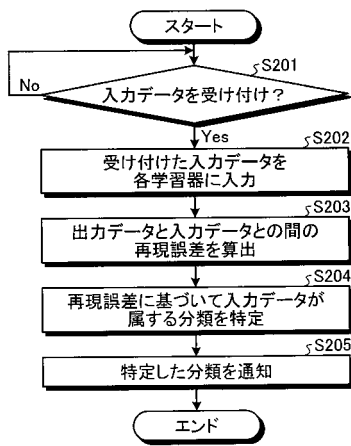 スタート
S201
入力データを受け付け？
No
Yes
S202
受け付けた入力データを
各学習器に入力
S203
出力データと入力データとの間の
再現誤差を算出
S204
再現誤差に基づいて入力データが
属する分類を特定
S205
特定した分類を通知
エンド